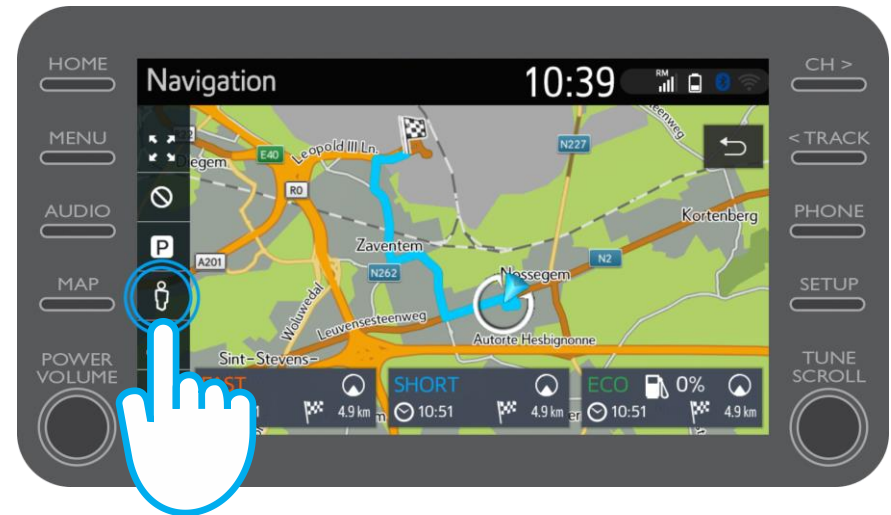 HOME
MENU
AUDIO
MAP
POWER
VOLUME
Navigation
10:39
RM
CH >
< TRACK
PHONE
SETUP
TUNE
SCROLL
E40
Leopold III Ln.
N227
R0
Kortenberg
Zaventem
A201
N262
Nossegem
N2
Woluwedal
Leuvensesteenweg
Autorte Hesbignonne
Sint-Stevens-
P
SHORT
10:51
4.9 km
ECO
0%
10:51
4.9 km
4.9 km